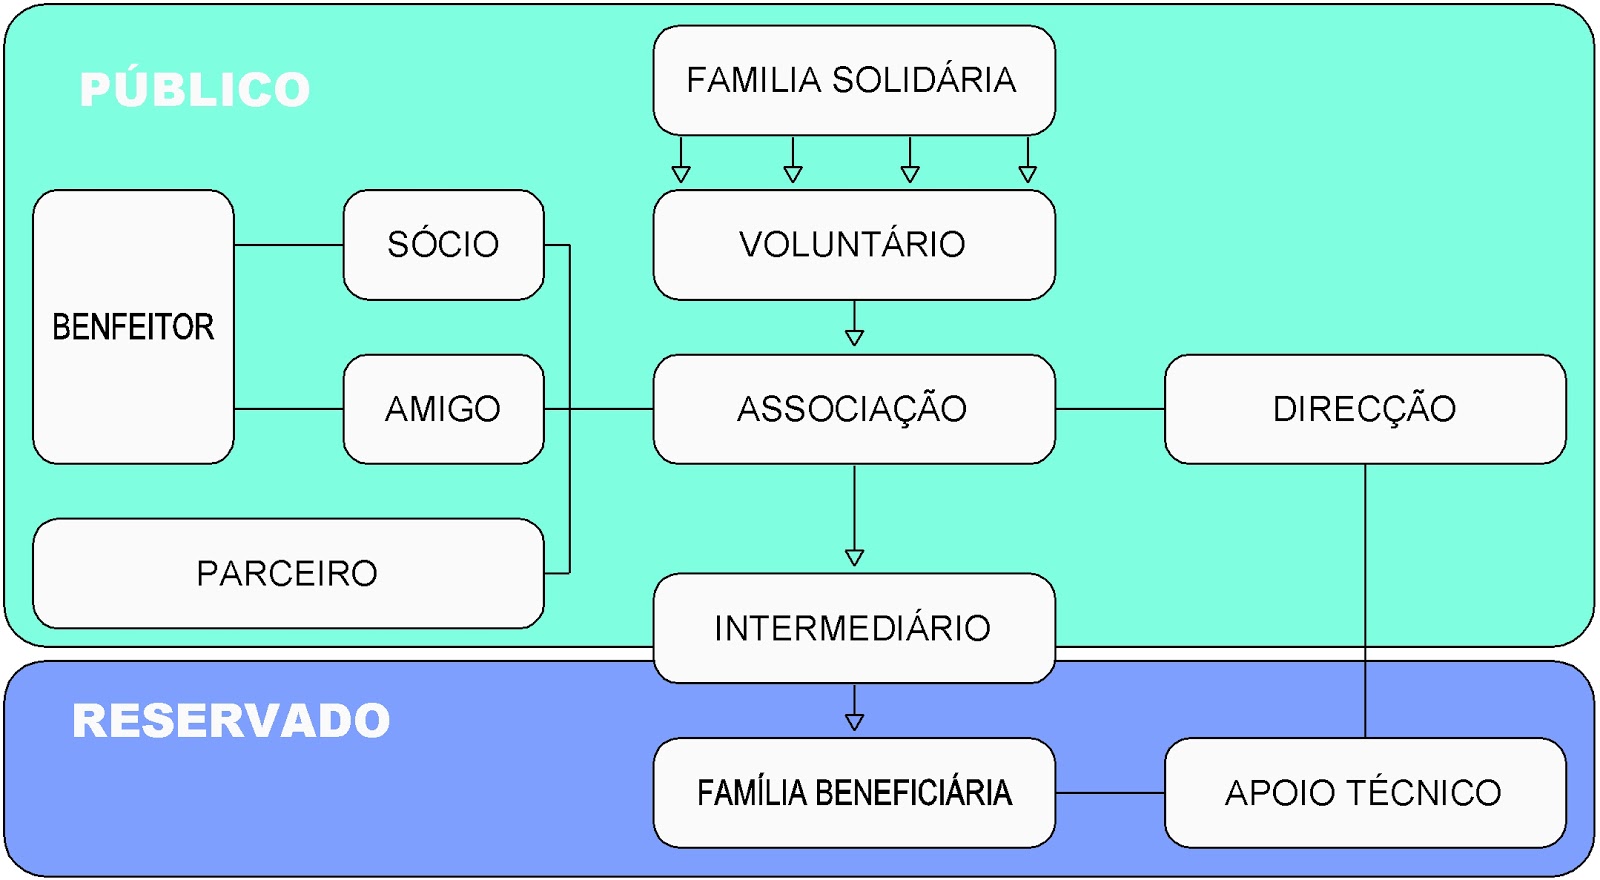 PÚBLICO
FAMILIA SOLIDÁRIA
BENFEITOR
SÓCIO
VOLUNTÁRIO
AMIGO
ASSOCIAÇÃO
DIRECÇÃO
PARCEIRO
INTERMEDIÁRIO
RESERVADO
FAMÍLIA BENEFICIÁRIA
APOIO TÉCNICO